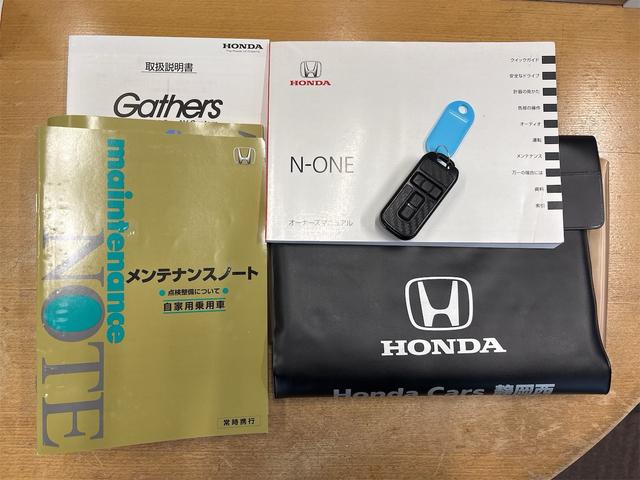 HONDA
The Power of Dreams
取扱説明書
Gathers
HONDA
N-ONE
オーナーズマニュアル
クイックガイド
安全なドライブ
計器の見かた
各部の操作
オーディオ
運転
メンテナンス
万一の場合には
資料
索引
maintenance
NOTE
メンテナンスノート
点検整備について
自家用乗用車
常時携行
HONDA
Honda Cars 静岡西